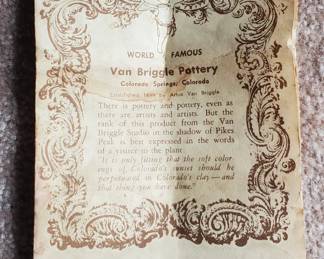 WORLD FAMOUS
Van Briggle Pottery
Colorado Springs, Colorado
Established 1899 by Artus Van Briggle
There is pottery and pottery, even as
there are artists and artists. But the
rank of this product from the Van
Briggle Studio in the shadow of Pikes
Peak is best expressed in the words
of a visitor to the plant:
"It is only fitting that the soft color-
ings of Colorado's sunset should be
perpetuated in Colorado's clay—and
that thing you have done."